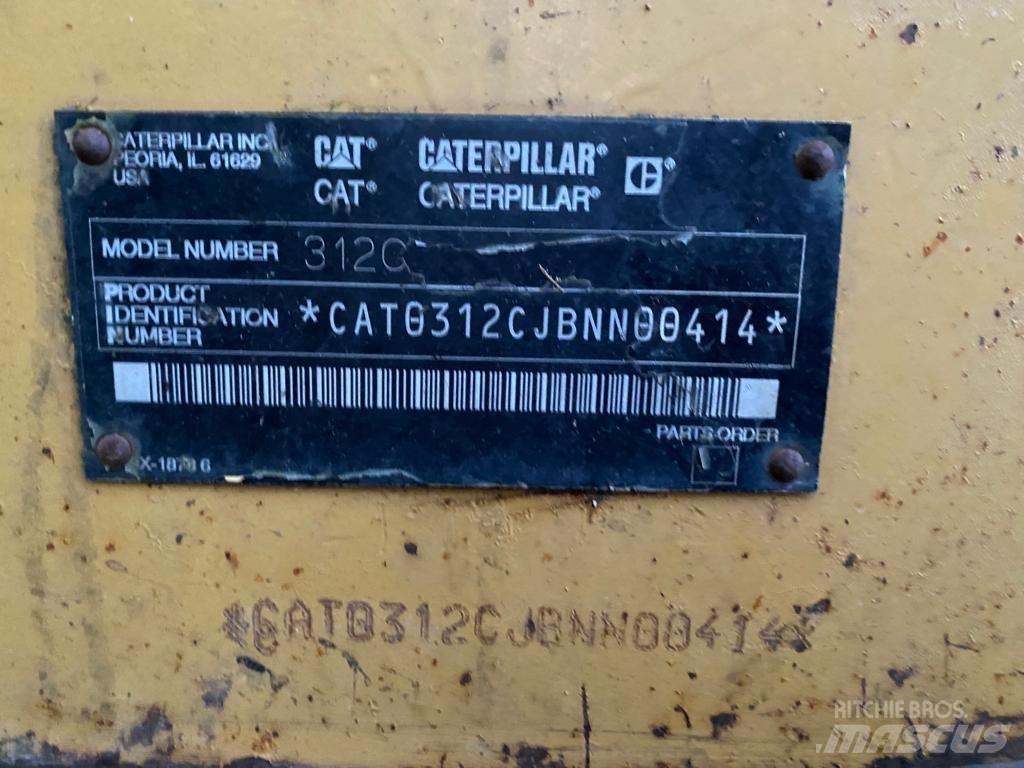 CATERPILLAR INC
PEORIA, IL. 61629
USA
CAT® CATERPILLAR®
CAT® CATERPILLAR®
MODEL NUMBER 312C
PRODUCT
IDENTIFICATION
NUMBER
*CAT0312CJBNN00414*
PARTS ORDER
*CAT0312CJBNN00414*
RITCHIE BROS.
MASCUS